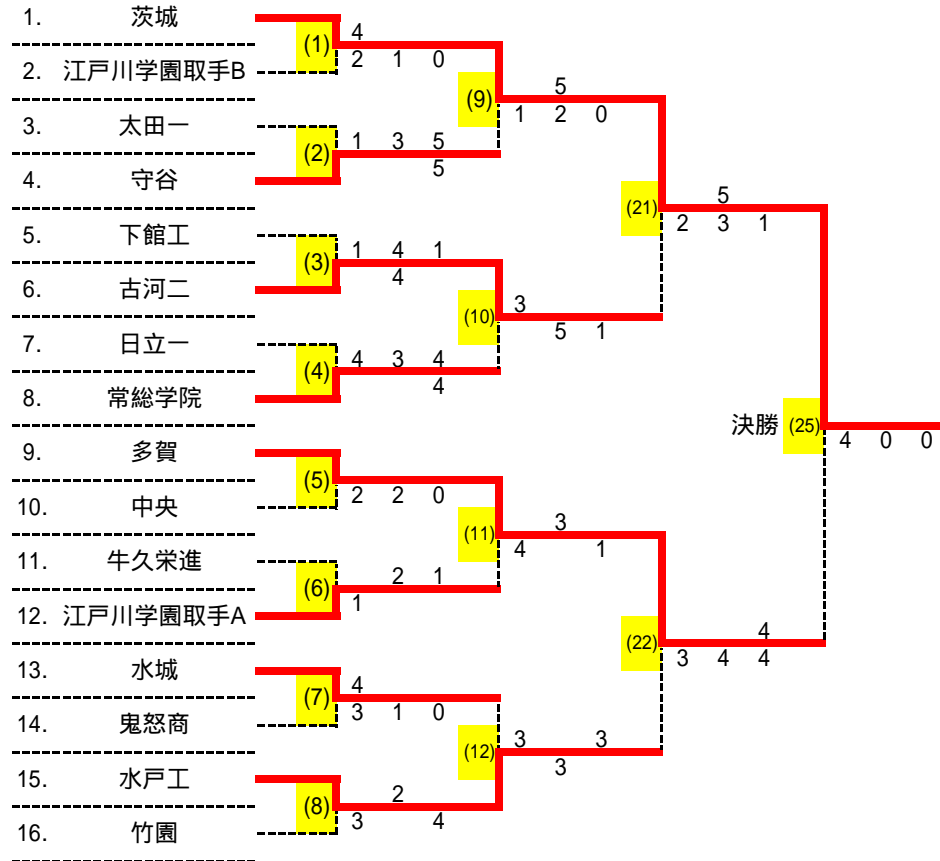 1. 茨城
(1)
4
2 1 0
2. 江戸川学園取手B
(9)
5
1 2 0
3. 太田一
(2)
1 3 5
5
4. 守谷
(21)
5
2 3 1
5. 下館工
(3)
1 4 1
4
6. 古河二
(10)
3
5 1
7. 日立一
(4)
4 3 4
4
8. 常総学院
決勝 (25)
4 0 0
9. 多賀
(5)
2 2 0
10. 中央
(11)
3
4 1
11. 牛久栄進
(6)
2 1
1
12. 江戸川学園取手A
(22)
4
3 4 4
13. 水城
(7)
4
3 1 0
14. 鬼怒商
(12)
3 3
3
15. 水戸工
(8)
2
3 4
16. 竹園